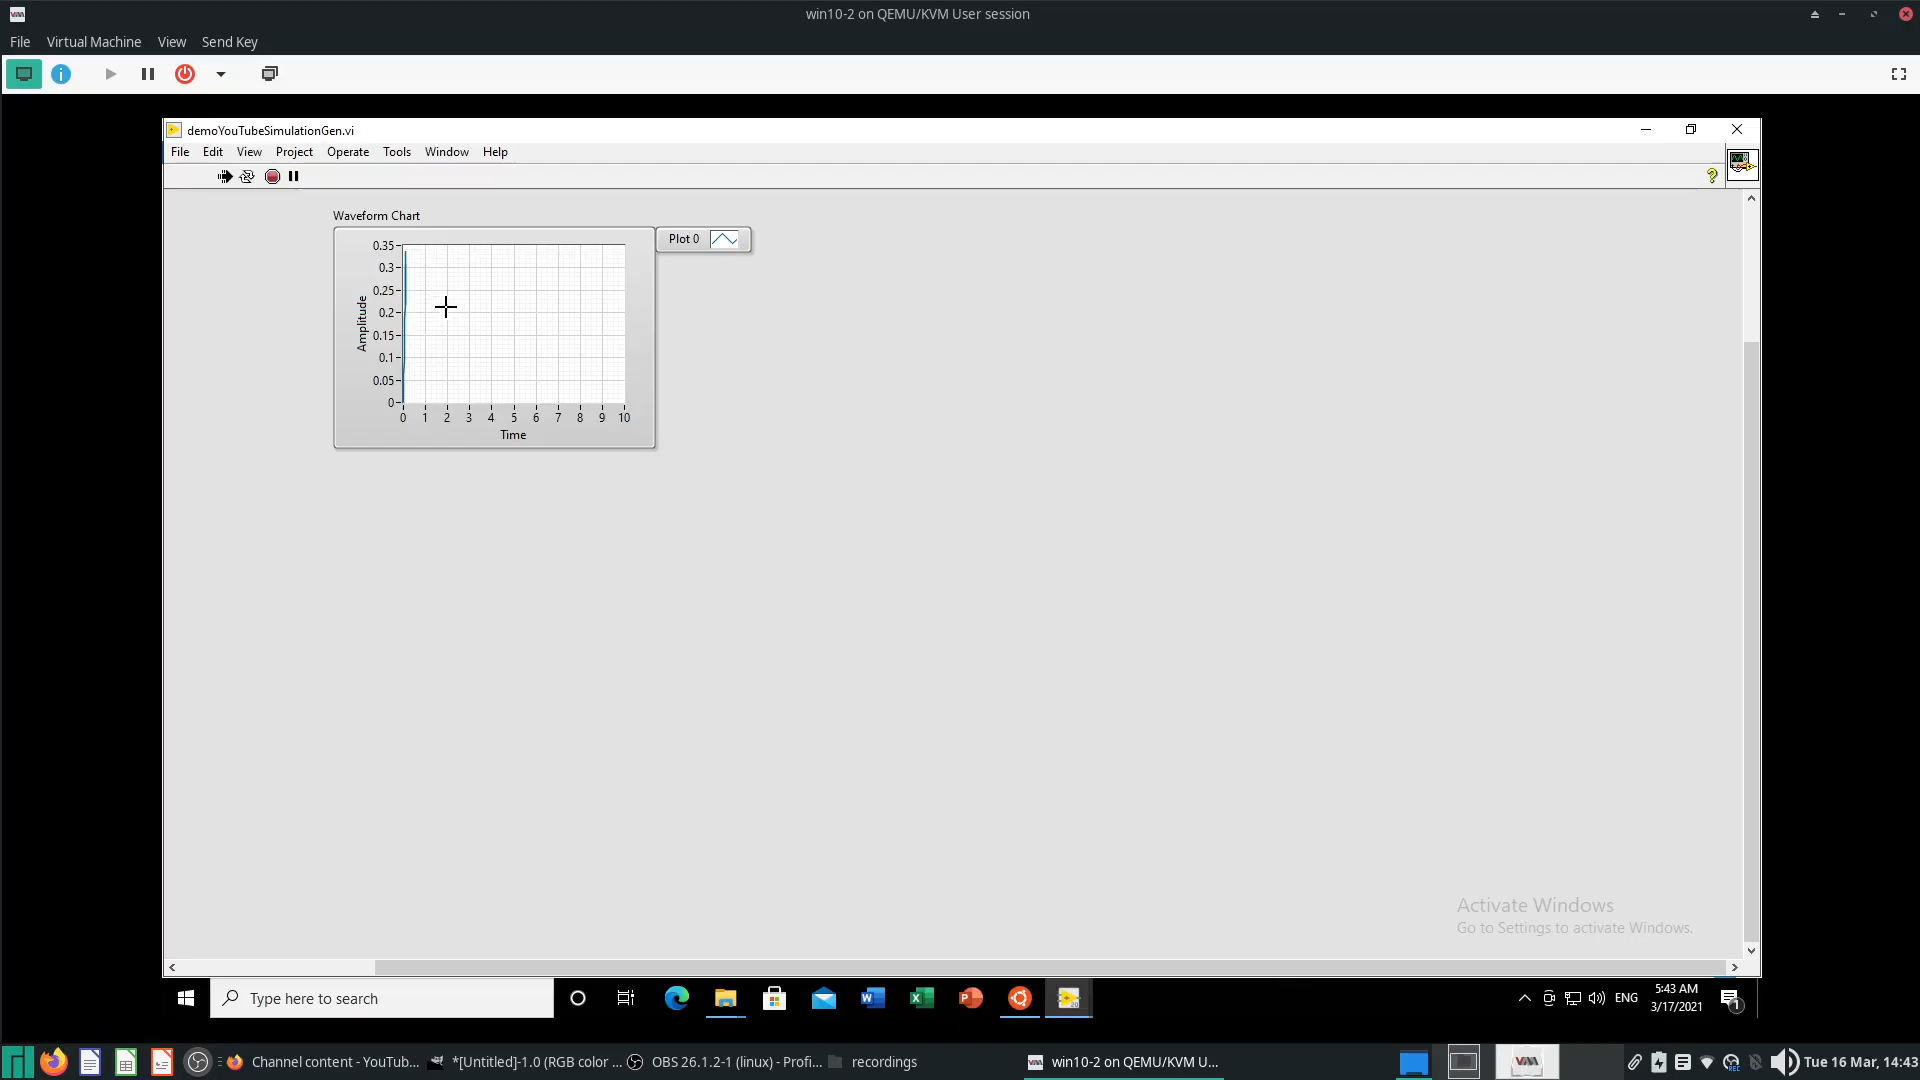 win10-2 on QEMU/KVM User session
File Virtual Machine View Send Key
demoYouTubeSimulationGen.vi
File Edit View Project Operate Tools Window Help
Waveform Chart
Plot 0
0.35
0.3
0.25
0.2
0.15
0.1
0.05
0
Amplitude
0 1 2 3 4 5 6 7 8 9 10
Time
Activate Windows
Go to Settings to activate Windows.
Type here to search
ENG
5:43 AM
3/17/2021
1
Channel content - YouTub... *[Untitled]-1.0 (RGB color ... OBS 26.1.2-1 (linux) - Profi... recordings win10-2 on QEMU/KVM U... Tue 16 Mar, 14:43